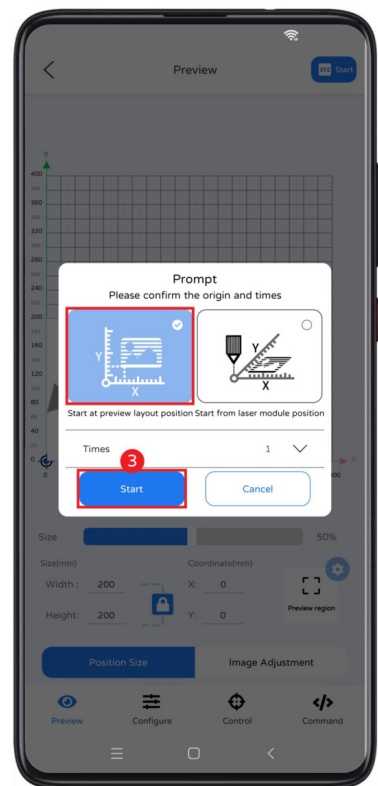 Preview
XYZ Start
Y
400
380
360
340
320
300
280
260
240
220
200
180
160
140
120
100
80
60
40
20
0
0
X
Prompt
Please confirm the origin and times
Y
X
Y
X
Start at preview layout position Start from laser module position
Times 1
3
Start Cancel
Size 50%
Size(mm) Coordinate(mm)
Width : 200 X: 0
Height: 200 Y: 0
Preview region
Position Size Image Adjustment
Preview Configure Control Command